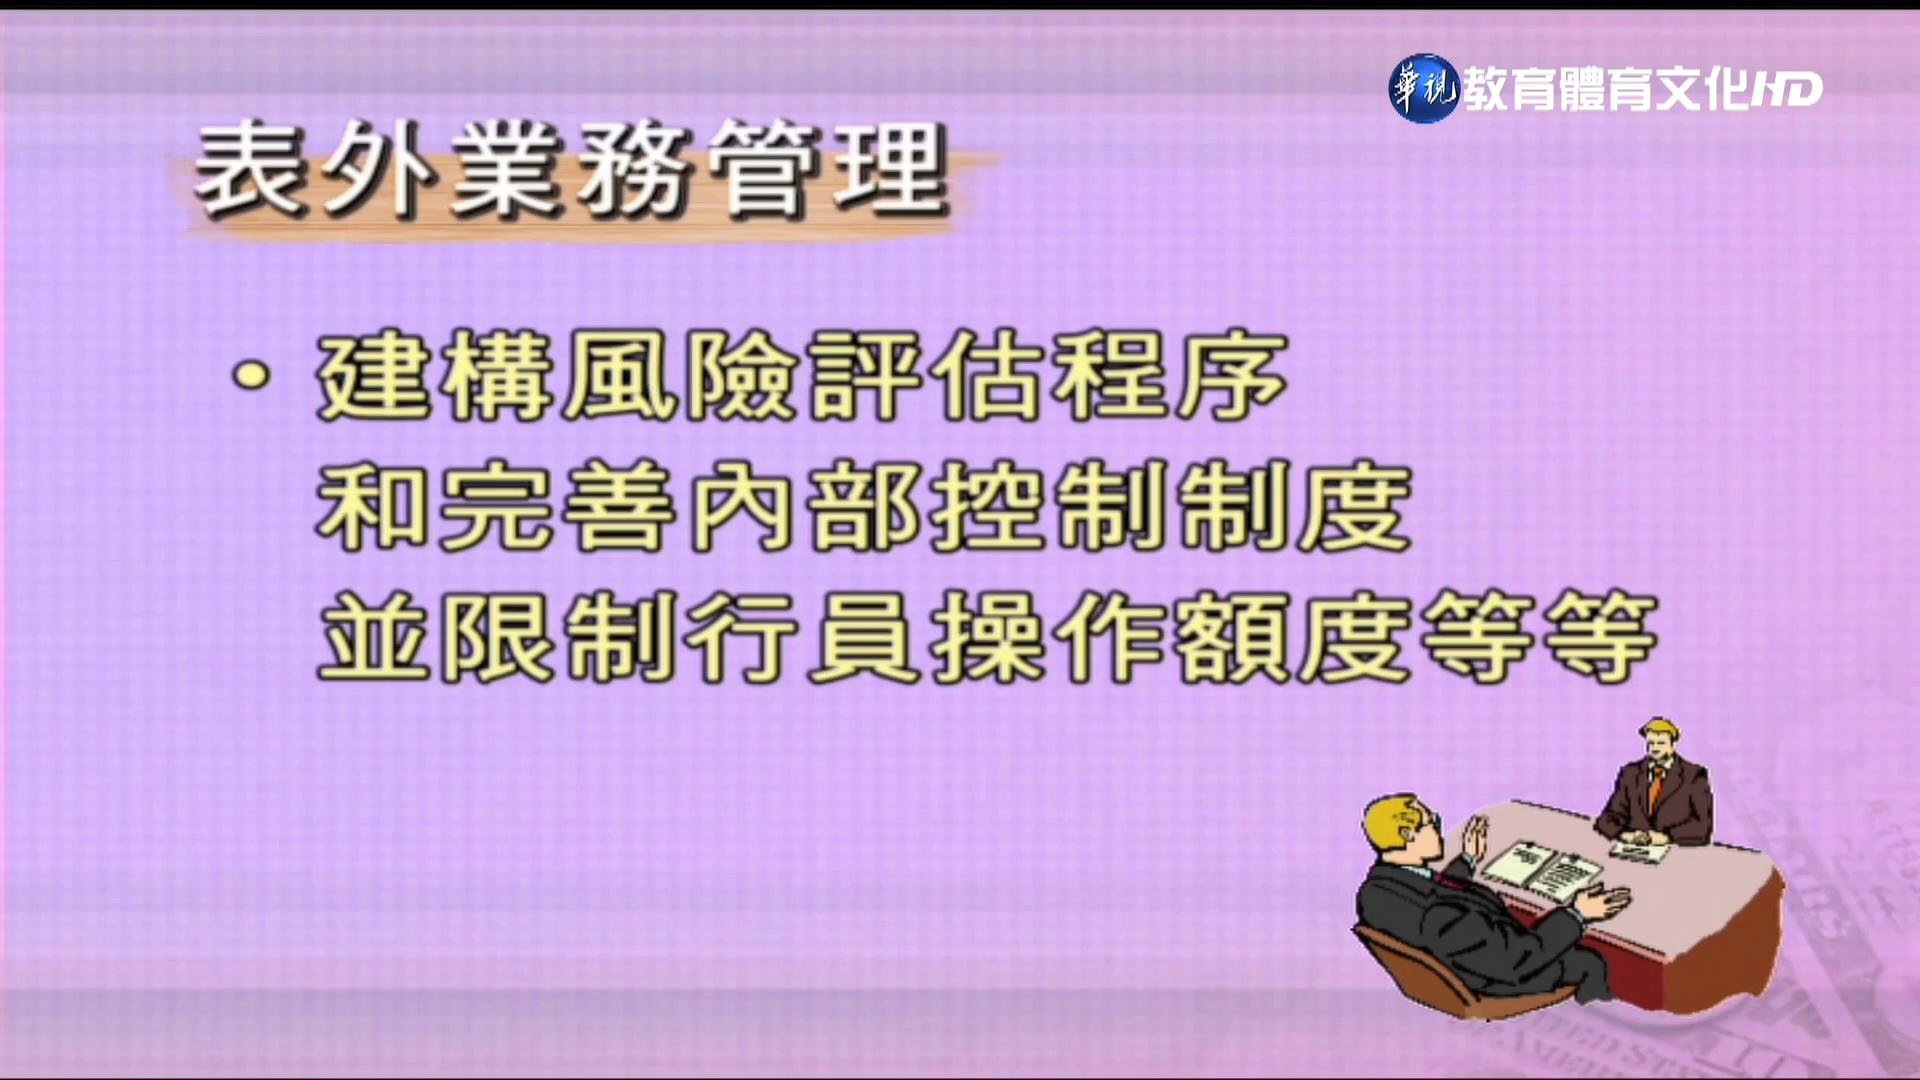 華視 教育體育文化HD
表外業務管理
• 建構風險評估程序
和完善內部控制制度
並限制行員操作額度等等